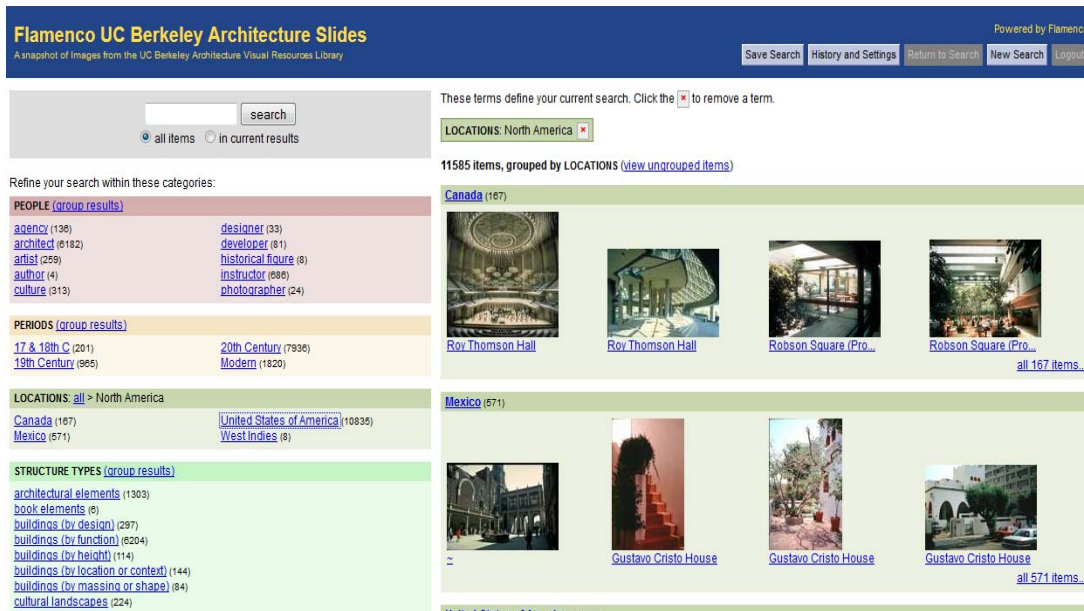 Flamenco UC Berkeley Architecture Slides
A snapshot of Images from the UC Berkeley Architecture Visual Resources Library
Powered by Flamenc
Save Search History and Settings Return to Search New Search Logout
search
all items in current results
Refine your search within these categories:
PEOPLE (group results)
agency (136) designer (33)
architect (6182) developer (81)
artist (259) historical figure (8)
author (4) instructor (686)
culture (313) photographer (24)
PERIODS (group results)
17 & 18th C (201) 20th Century (7936)
19th Century (965) Modern (1820)
LOCATIONS: all > North America
Canada (167) United States of America (10835)
Mexico (571) West Indies (8)
STRUCTURE TYPES (group results)
architectural elements (1303)
book elements (6)
buildings (by design) (297)
buildings (by function) (6204)
buildings (by height) (114)
buildings (by location or context) (144)
buildings (by massing or shape) (84)
cultural landscapes (224)
These terms define your current search. Click the × to remove a term.
LOCATIONS: North America ×
11585 items, grouped by LOCATIONS (view ungrouped items)
Canada (167)
Roy Thomson Hall Roy Thomson Hall Robson Square (Pro... Robson Square (Pro...
all 167 items..
Mexico (571)
~ Gustavo Cristo House Gustavo Cristo House Gustavo Cristo House
all 571 items..